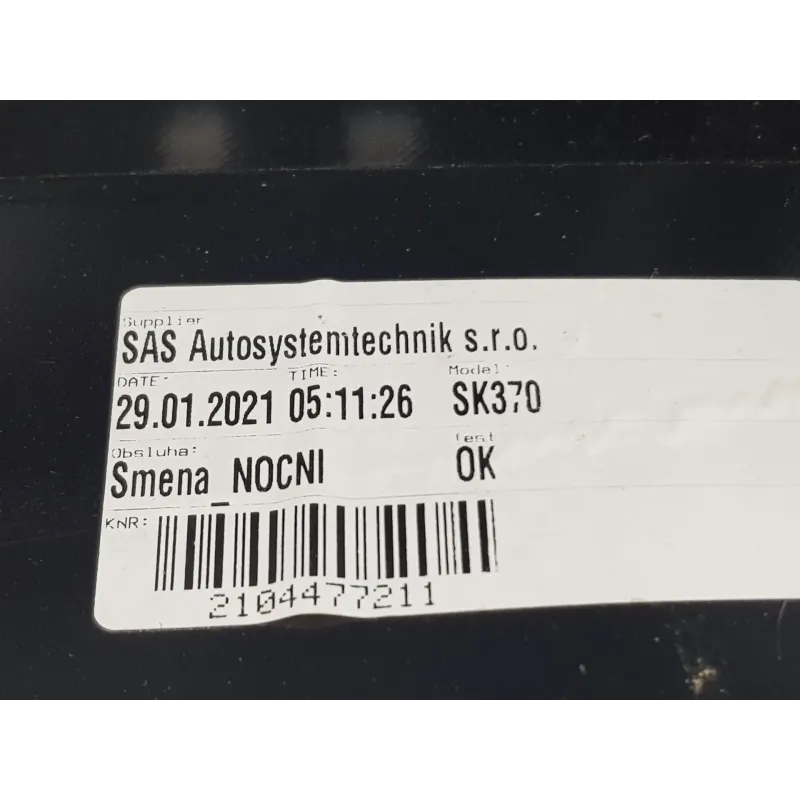 Supplier
SAS Autosystemtechnik s.r.o.
DATE: TIME: Model:
29.01.2021 05:11:26 SK370
Obsluha: Test
Smena_NOCNI OK
KNR:
2104477211